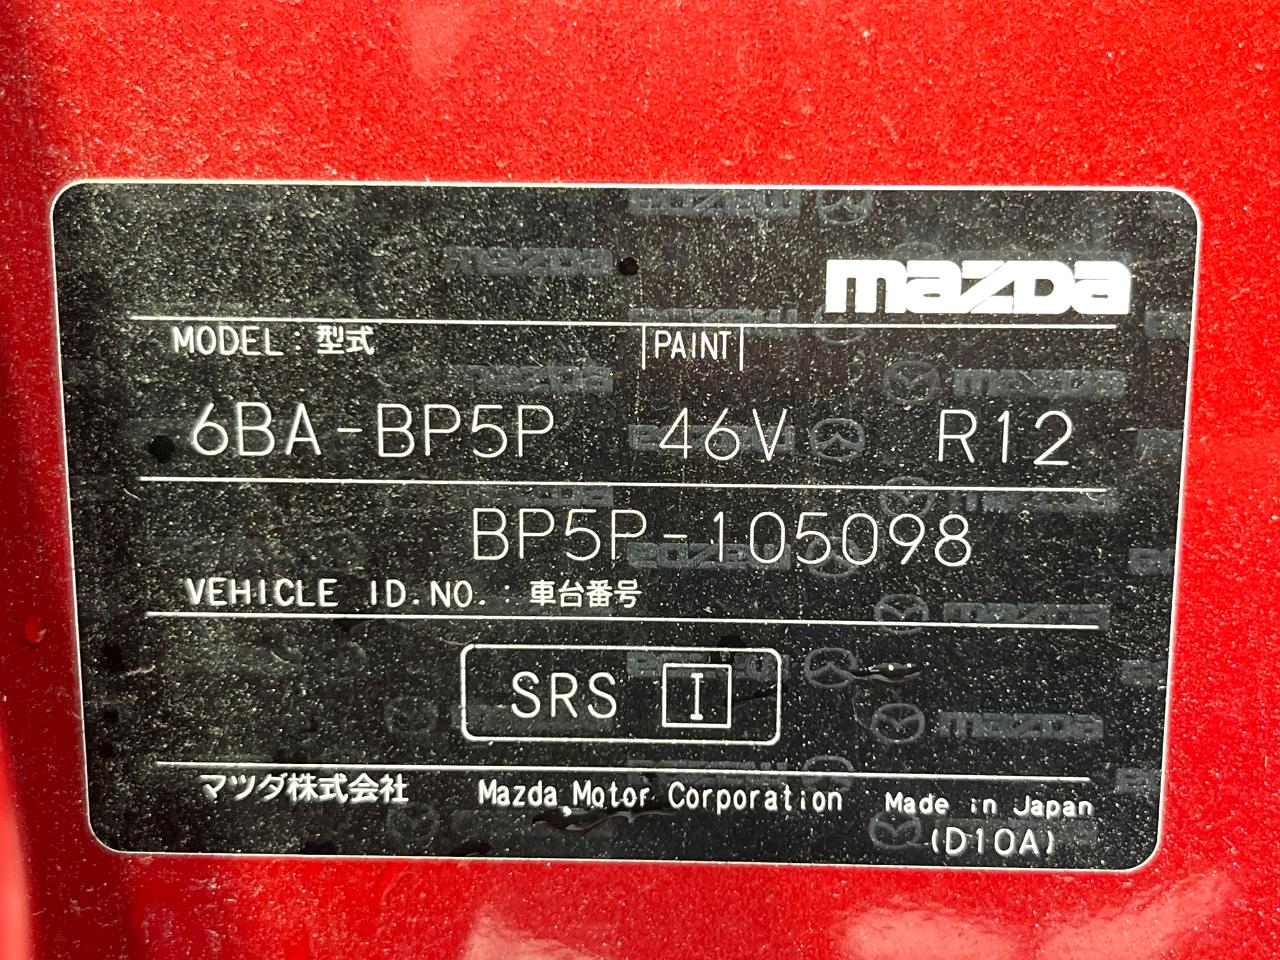 mazda
MODEL : 型式 PAINT
6BA-BP5P 46V R12
BP5P-105098
VEHICLE ID.NO. : 車台番号
SRS I
マツダ株式会社 Mazda Motor Corporation Made in Japan
(D10A)